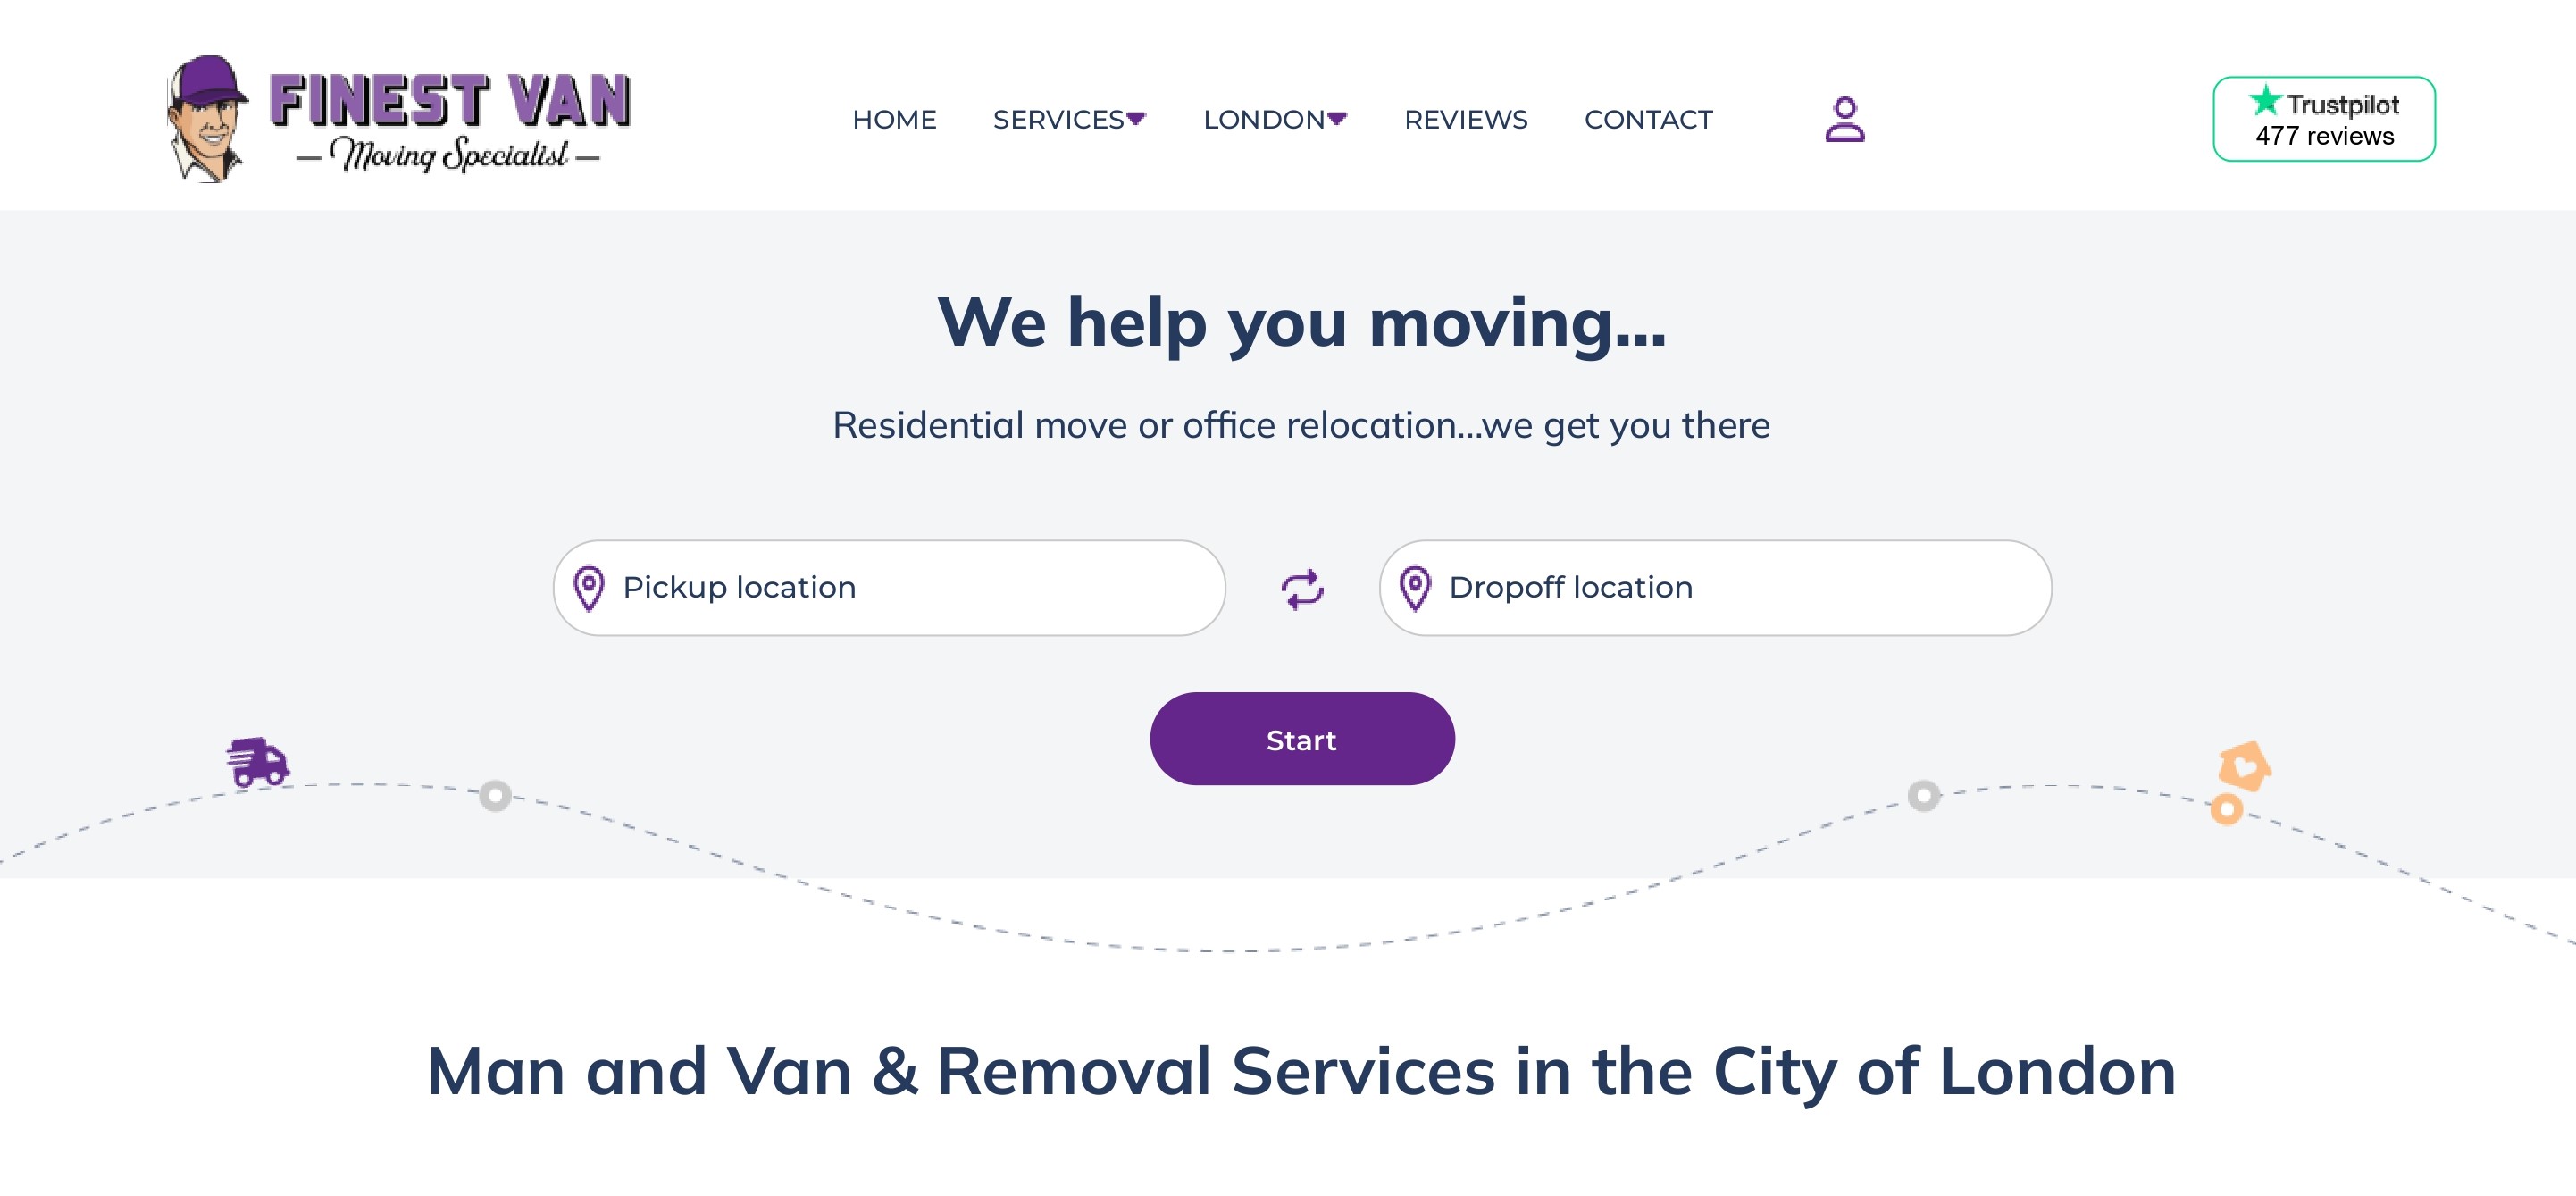 FINEST VAN
— Moving Specialist —
HOME
SERVICES
LONDON
REVIEWS
CONTACT
Trustpilot
477 reviews
We help you moving...
Residential move or office relocation...we get you there
Pickup location
Dropoff location
Start
Man and Van & Removal Services in the City of London